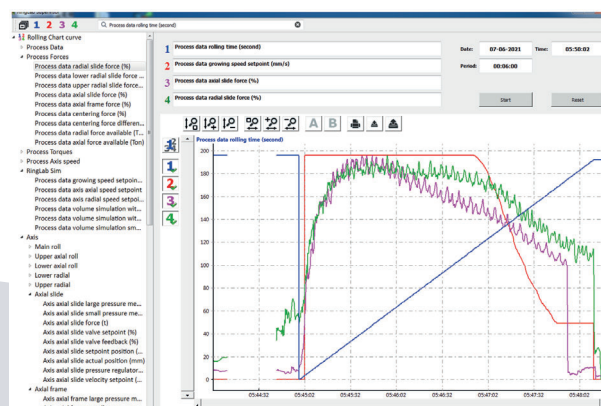 1 2 3 4
Process data rolling time (second)
Rolling Chart curve
Process Data
Process Forces
Process data radial slide force (%)
Process data lower radial slide force ...
Process data upper radial slide force...
Process data axial slide force (%)
Process data axial frame force (%)
Process data centering force (%)
Process data centering force differen...
Process data radial force available (T...
Process data axial force available (Ton)
Process Torques
Process Axis speed
RingLab Sim
Process data growing speed setpoin...
Process data axis axial speed setpoint
Process data axis radial speed setpoi...
Process data volume simulation wit...
Process data volume simulation wit...
Process data volume simulation sm...
Axis
Main roll
Upper axial roll
Lower axial roll
Lower radial
Upper radial
Axial slide
Axis axial slide large pressure me...
Axis axial slide small pressure me...
Axis axial slide force (t)
Axis axial slide valve setpoint (%)
Axis axial slide valve feedback (%)
Axis axial slide setpoint position (...
Axis axial slide actual position (mm)
Axis axial slide pressure regulator...
Axis axial slide velocity setpoint (...
Axial frame
Axis axial frame large pressure m...
1 Process data rolling time (second)
2 Process data growing speed setpoint (mm/s)
3 Process data axial slide force (%)
4 Process data radial slide force (%)
Date: 07-06-2021 Time: 05:50:02
Period: 00:06:00
Start Reset
A B
Process data rolling time (second)
1
2
3
4
200
180
160
140
120
100
80
60
40
20
0
05:44:32 05:45:02 05:45:32 05:46:02 05:46:32 05:47:02 05:47:32 05:48:02